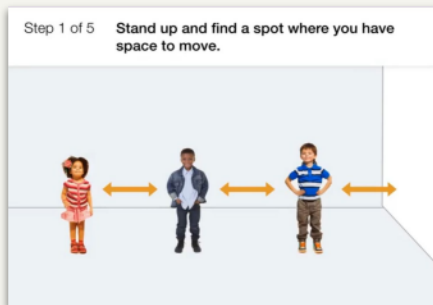 Step 1 of 5
Stand up and find a spot where you have
space to move.